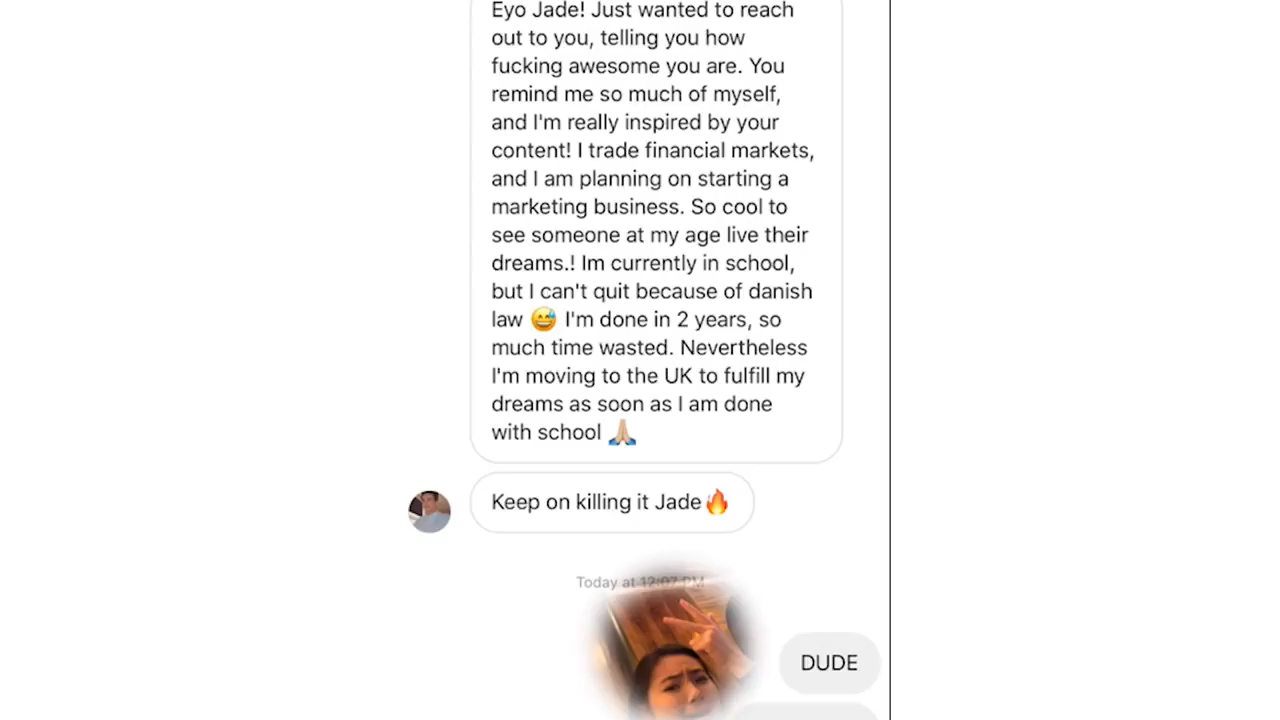 Eyo Jade! Just wanted to reach
out to you, telling you how
fucking awesome you are. You
remind me so much of myself,
and I'm really inspired by your
content! I trade financial markets,
and I am planning on starting a
marketing business. So cool to
see someone at my age live their
dreams.! Im currently in school,
but I can't quit because of danish
law 😅 I'm done in 2 years, so
much time wasted. Nevertheless
I'm moving to the UK to fulfill my
dreams as soon as I am done
with school 🙏🏼
Keep on killing it Jade🔥
Today at 12:07 PM
DUDE